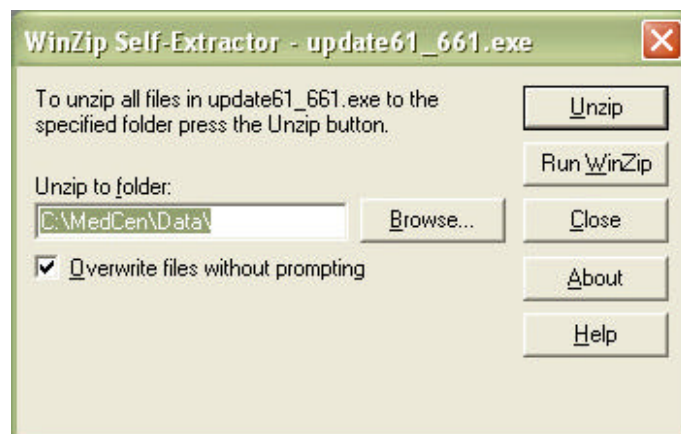 WinZip Self-Extractor - update61_661.exe
To unzip all files in update61_661.exe to the
specified folder press the Unzip button.
Unzip to folder:
C:\MedCen\Data\
Browse...
Overwrite files without prompting
Unzip
Run WinZip
Close
About
Help